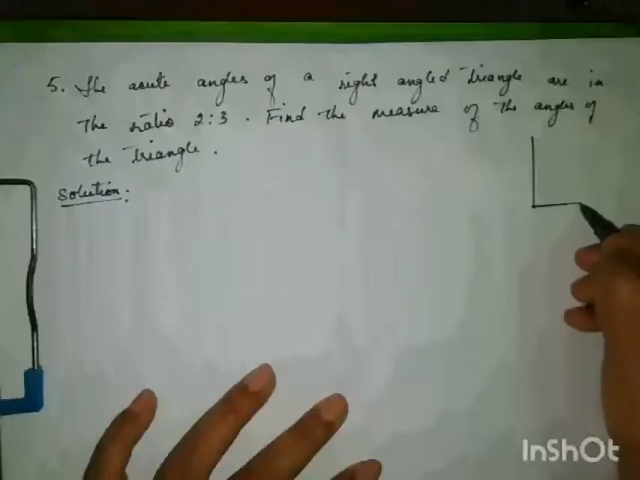 5. The acute angles of a right angled triangle are in
the ratio 2:3. Find the measure of the angles of
the triangle.
Solution:
InShOt